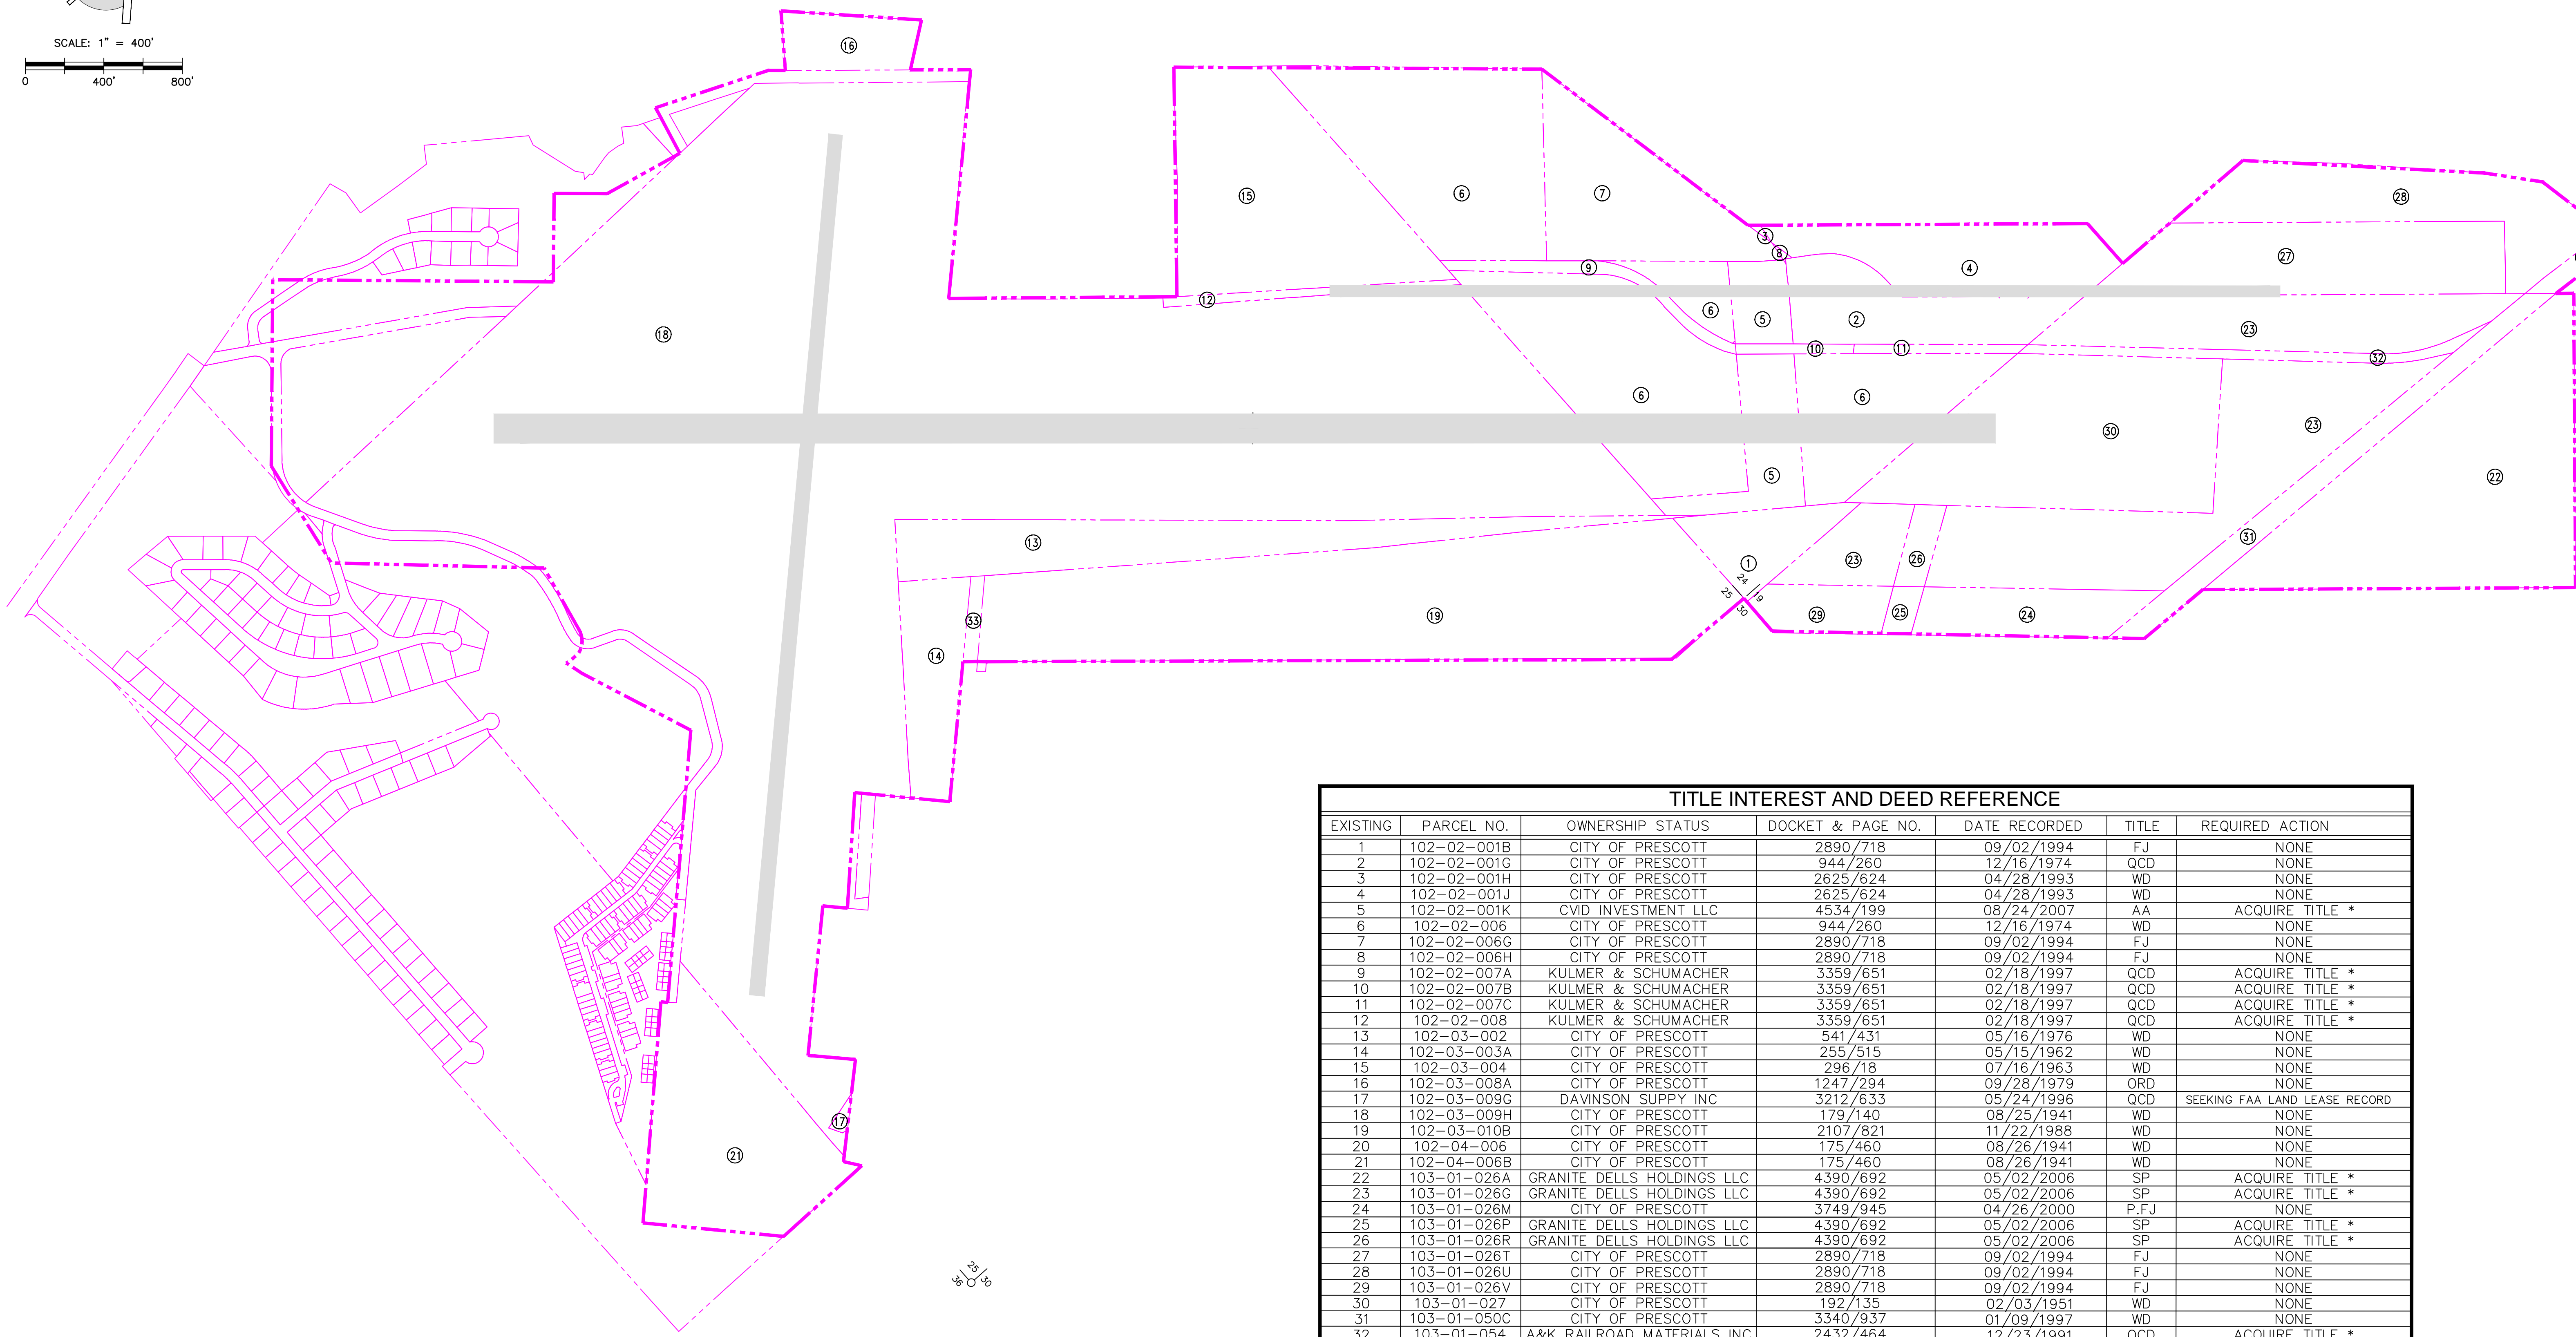 SCALE: 1" = 400'
0 400' 800'
16
15
6
7
3
8
4
28
27
9
12
18
6
5
2
23
10
11
32
6
6
30
23
5
22
13
1
24
19
25
30
23
26
31
33
19
29
25
24
14
17
21
25
36
30
TITLE INTEREST AND DEED REFERENCE
EXISTING PARCEL NO. OWNERSHIP STATUS DOCKET & PAGE NO. DATE RECORDED TITLE REQUIRED ACTION
1 102-02-001B CITY OF PRESCOTT 2890/718 09/02/1994 FJ NONE
2 102-02-001G CITY OF PRESCOTT 944/260 12/16/1974 QCD NONE
3 102-02-001H CITY OF PRESCOTT 2625/624 04/28/1993 WD NONE
4 102-02-001J CITY OF PRESCOTT 2625/624 04/28/1993 WD NONE
5 102-02-001K CVID INVESTMENT LLC 4534/199 08/24/2007 AA ACQUIRE TITLE *
6 102-02-006 CITY OF PRESCOTT 944/260 12/16/1974 WD NONE
7 102-02-006G CITY OF PRESCOTT 2890/718 09/02/1994 FJ NONE
8 102-02-006H CITY OF PRESCOTT 2890/718 09/02/1994 FJ NONE
9 102-02-007A KULMER & SCHUMACHER 3359/651 02/18/1997 QCD ACQUIRE TITLE *
10 102-02-007B KULMER & SCHUMACHER 3359/651 02/18/1997 QCD ACQUIRE TITLE *
11 102-02-007C KULMER & SCHUMACHER 3359/651 02/18/1997 QCD ACQUIRE TITLE *
12 102-02-008 KULMER & SCHUMACHER 3359/651 02/18/1997 QCD ACQUIRE TITLE *
13 102-03-002 CITY OF PRESCOTT 541/431 05/16/1976 WD NONE
14 102-03-003A CITY OF PRESCOTT 255/515 05/15/1962 WD NONE
15 102-03-004 CITY OF PRESCOTT 296/18 07/16/1963 WD NONE
16 102-03-008A CITY OF PRESCOTT 1247/294 09/28/1979 ORD NONE
17 102-03-009G DAVINSON SUPPY INC 3212/633 05/24/1996 QCD SEEKING FAA LAND LEASE RECORD
18 102-03-009H CITY OF PRESCOTT 179/140 08/25/1941 WD NONE
19 102-03-010B CITY OF PRESCOTT 2107/821 11/22/1988 WD NONE
20 102-04-006 CITY OF PRESCOTT 175/460 08/26/1941 WD NONE
21 102-04-006B CITY OF PRESCOTT 175/460 08/26/1941 WD NONE
22 103-01-026A GRANITE DELLS HOLDINGS LLC 4390/692 05/02/2006 SP ACQUIRE TITLE *
23 103-01-026G GRANITE DELLS HOLDINGS LLC 4390/692 05/02/2006 SP ACQUIRE TITLE *
24 103-01-026M CITY OF PRESCOTT 3749/945 04/26/2000 P.FJ NONE
25 103-01-026P GRANITE DELLS HOLDINGS LLC 4390/692 05/02/2006 SP ACQUIRE TITLE *
26 103-01-026R GRANITE DELLS HOLDINGS LLC 4390/692 05/02/2006 SP ACQUIRE TITLE *
27 103-01-026T CITY OF PRESCOTT 2890/718 09/02/1994 FJ NONE
28 103-01-026U CITY OF PRESCOTT 2890/718 09/02/1994 FJ NONE
29 103-01-026V CITY OF PRESCOTT 2890/718 09/02/1994 FJ NONE
30 103-01-027 CITY OF PRESCOTT 192/135 02/03/1951 WD NONE
31 103-01-050C CITY OF PRESCOTT 3340/937 01/09/1997 WD NONE
32 103-01-054 A&K RAILROAD MATERIALS INC 2432/464 12/23/1991 QCD ACQUIRE TITLE *